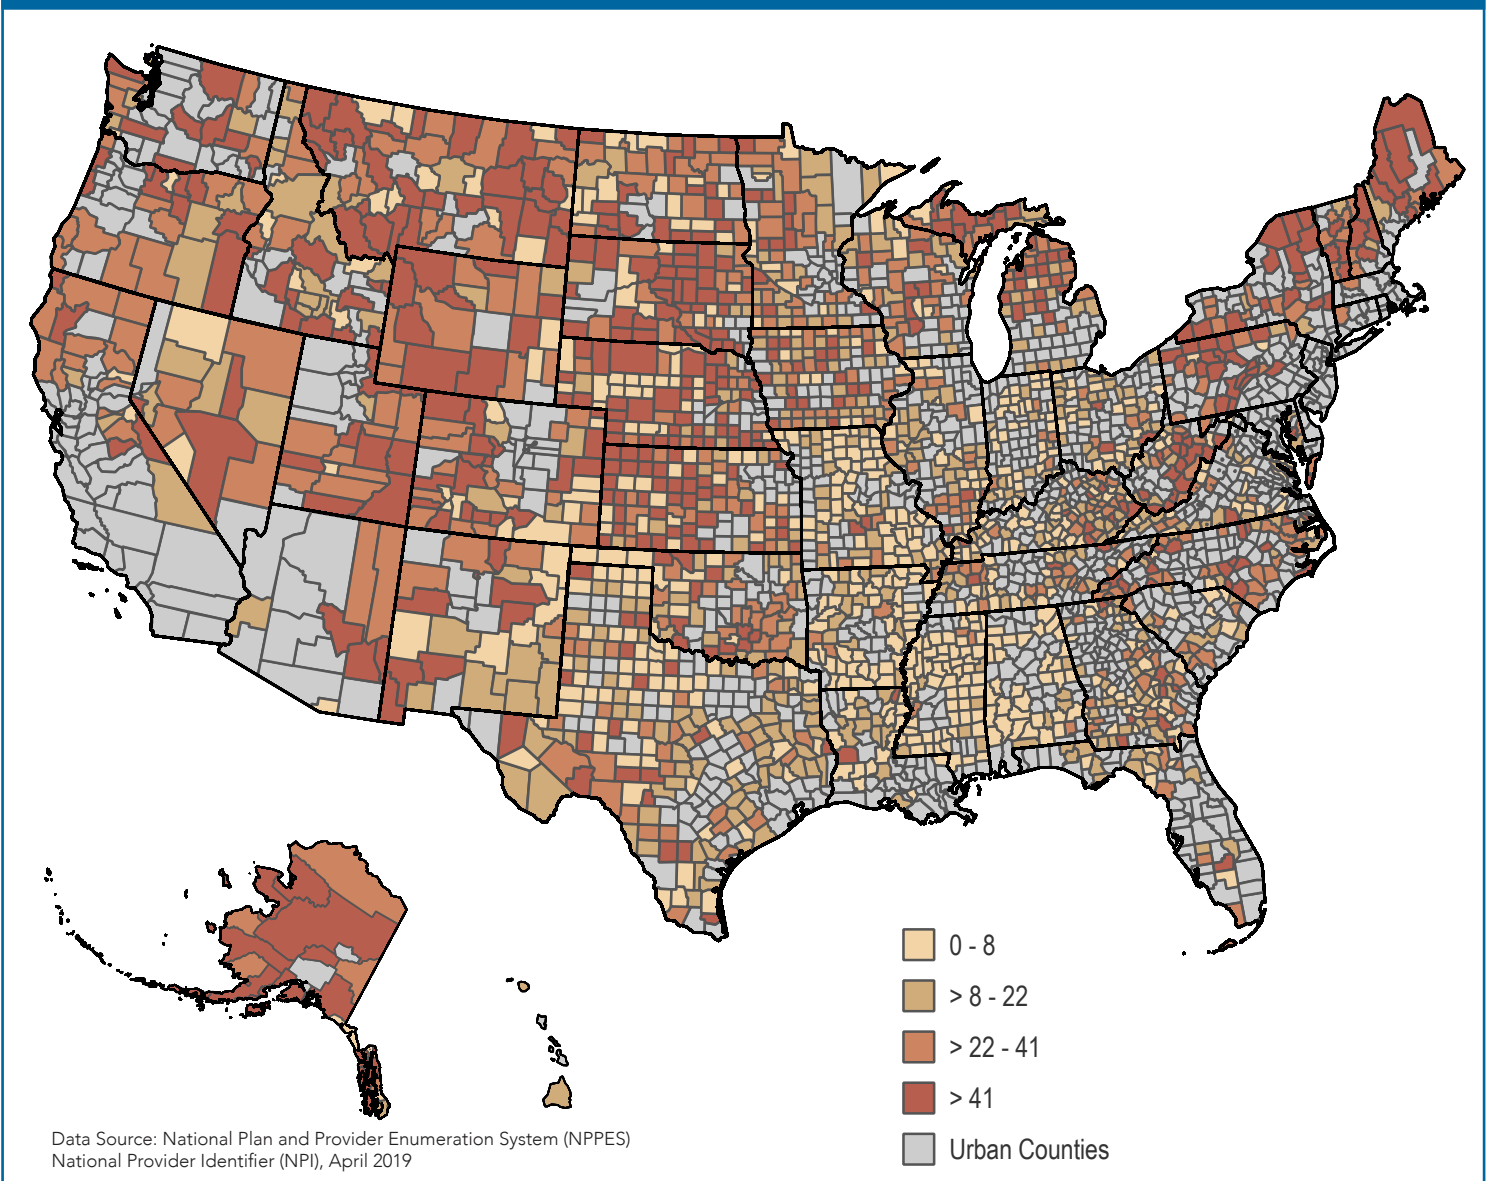 0 - 8
> 8 - 22
> 22 - 41
> 41
Urban Counties
Data Source: National Plan and Provider Enumeration System (NPPES)
National Provider Identifier (NPI), April 2019